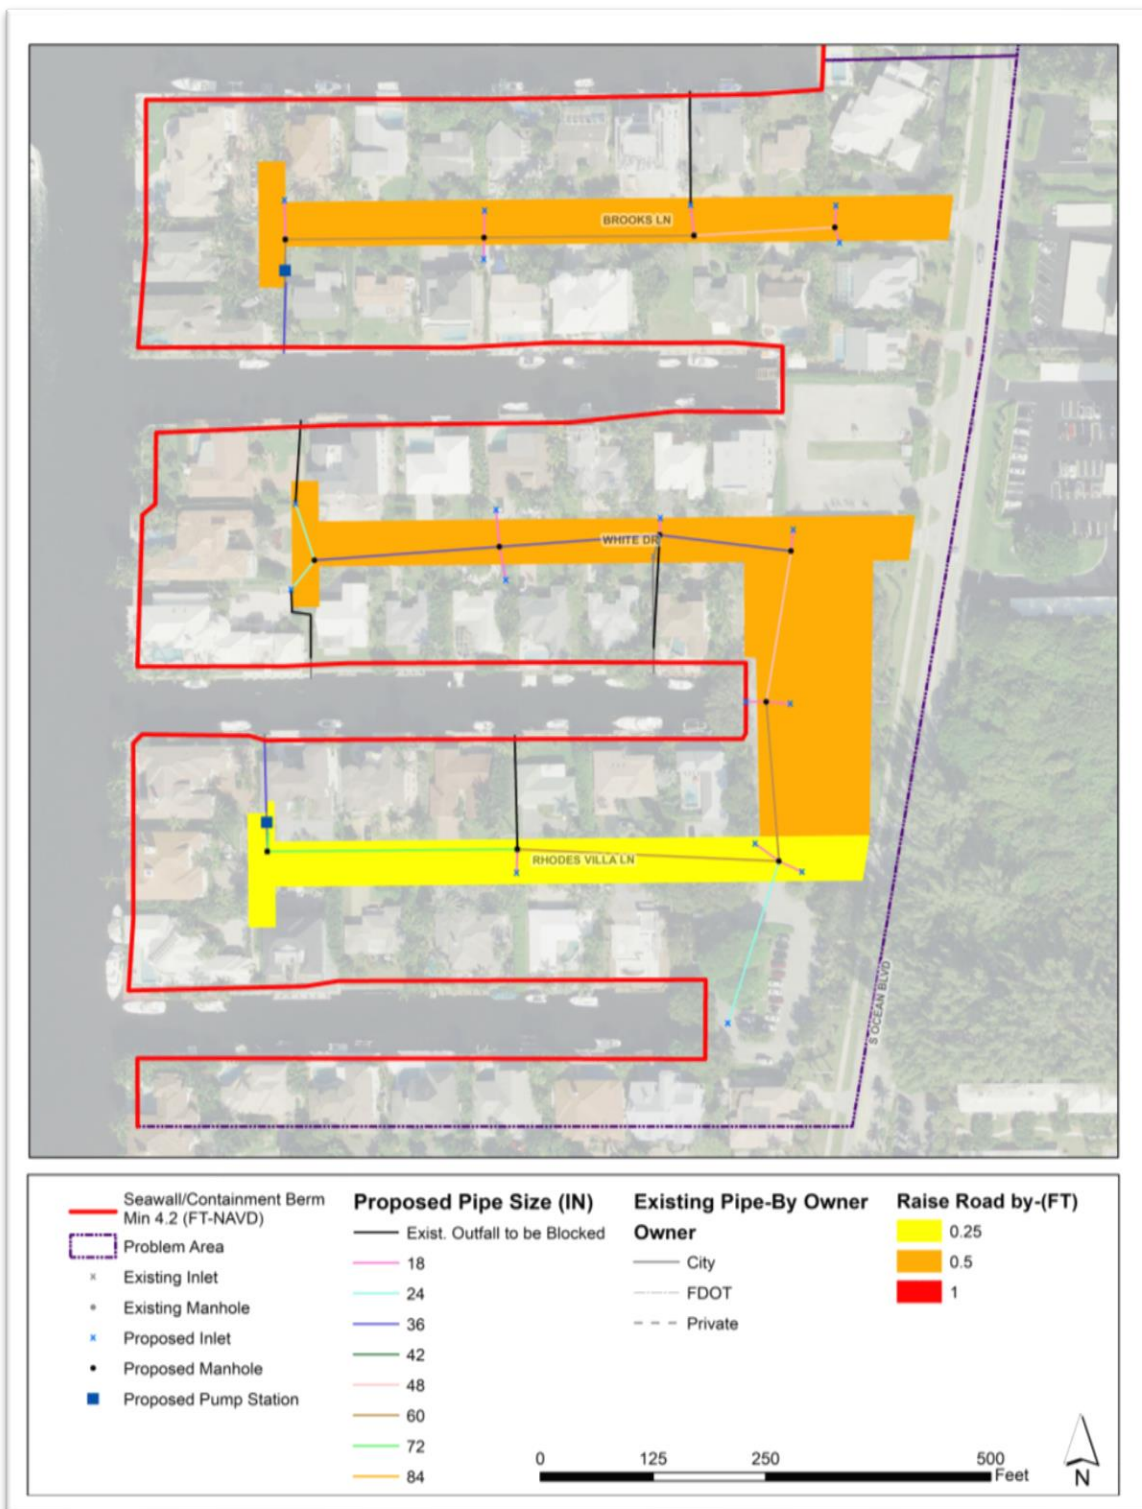 BROOKS LN
WHITE DR
RHODES VILLA LN
S OCEAN BLVD
Seawall/Containment Berm
Min 4.2 (FT-NAVD)
Problem Area
Existing Inlet
Existing Manhole
Proposed Inlet
Proposed Manhole
Proposed Pump Station
Proposed Pipe Size (IN)
Exist. Outfall to be Blocked
18
24
36
42
48
60
72
84
Existing Pipe-By Owner
Owner
City
FDOT
Private
Raise Road by-(FT)
0.25
0.5
1
0 125 250 500
Feet
N